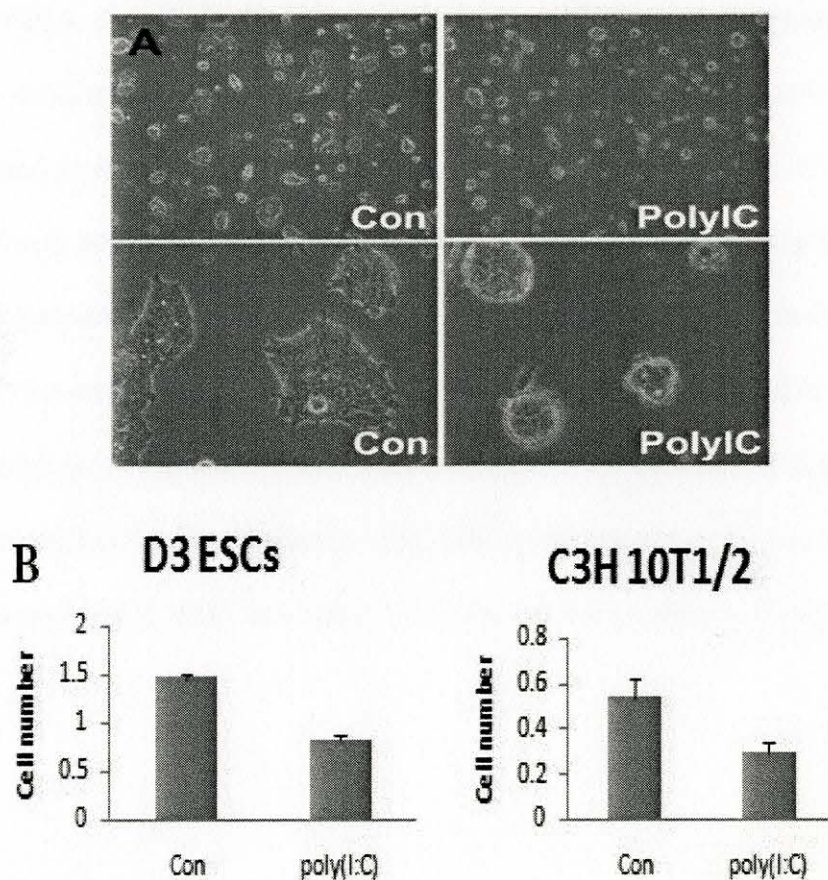 A
Con
PolyIC
Con
PolyIC
B
D3 ESCs
Cell number
2
1.5
1
0.5
0
Con
poly(I:C)
C3H 10T1/2
Cell number
0.8
0.6
0.4
0.2
0
Con
poly(I:C)